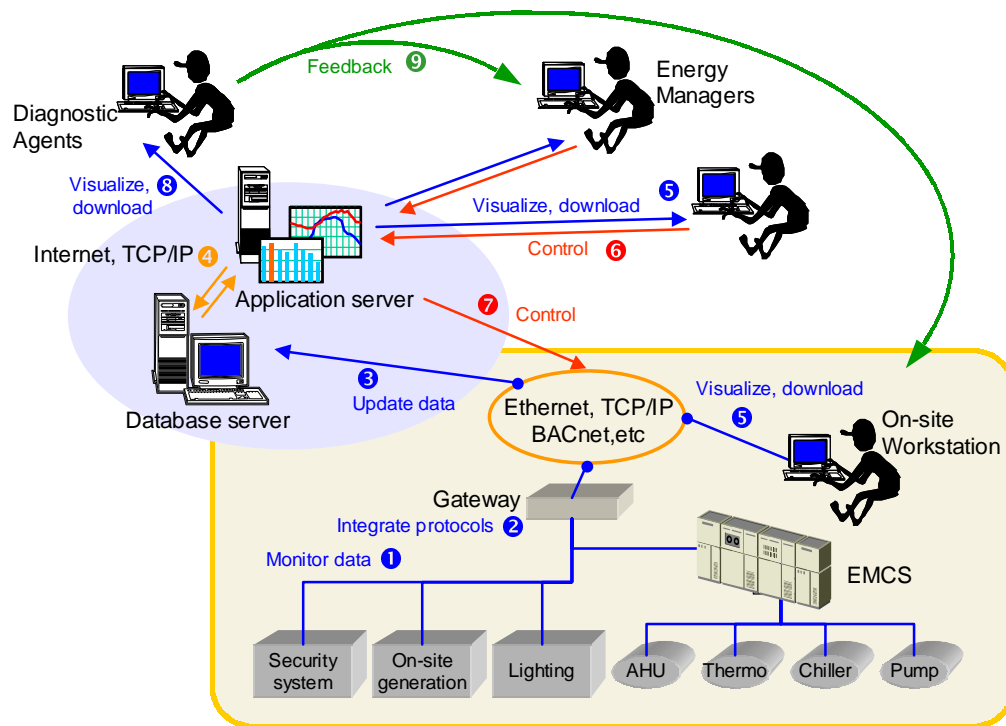 Feedback 9
Energy
Managers
Diagnostic
Agents
Visualize, 8
download
5
Visualize, download
Internet, TCP/IP 4
Control 6
Application server
7 Control
3
Update data
Database server
Visualize, download
5
Ethernet, TCP/IP
BACnet,etc
On-site
Workstation
Gateway
Integrate protocols 2
Monitor data 1
EMCS
Security
system
On-site
generation
Lighting
AHU
Thermo
Chiller
Pump